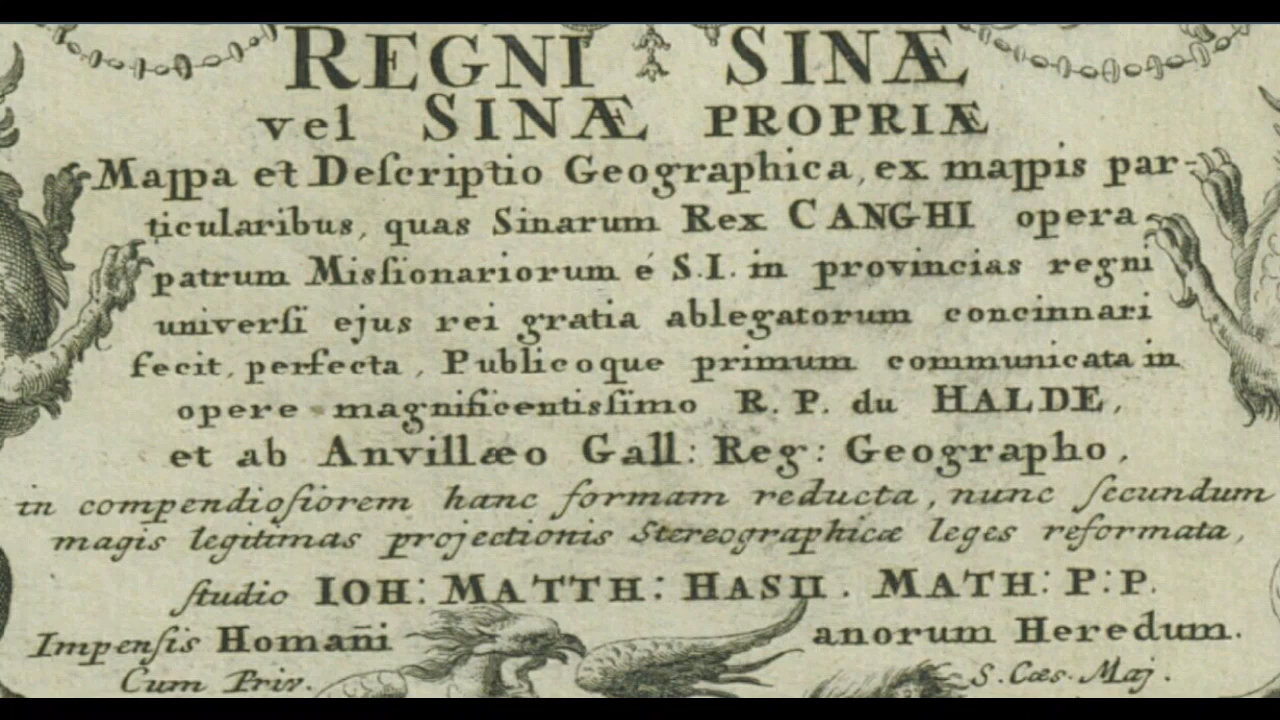 REGNI SINÆ
vel SINÆ PROPRIÆ
Mappa et Deſcriptio Geographica, ex mappis par-
ticularibus, quas Sinarum Rex CANGHI opera
patrum Misſionariorum é S.I. in provincias regni
univerſi ejus rei gratia ablegatorum concinnari
fecit, perfecta, Publicoque primum communicata in
opere magnificentisſimo R. P. du HALDE,
et ab Anvillæo Gall: Reg: Geographo,
in compendioſiorem hanc formam reducta, nunc ſecundum
magis legitimas projectionis Stereographicæ leges reformata,
ſtudio IOH: MATTH: HASII. MATH: P:P.
Impenſis Homañi anorum Heredum.
Cum Priv. S. Cæs. Maj.